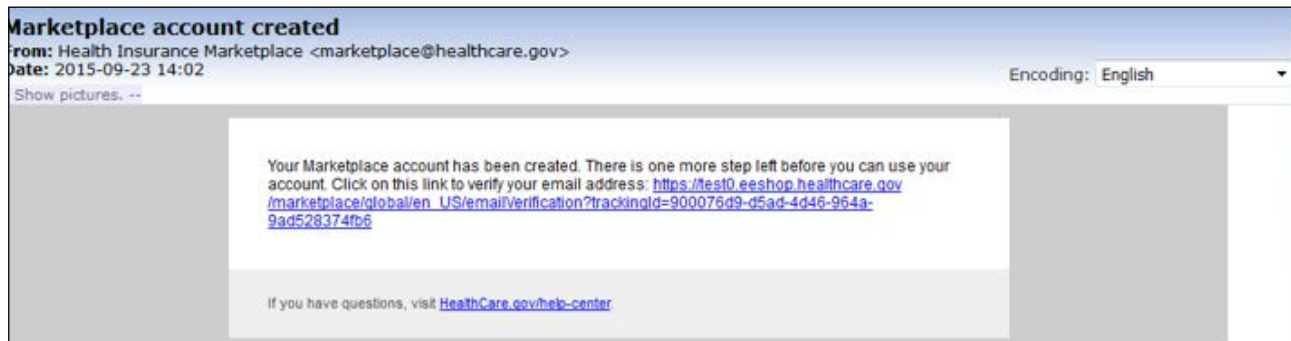 Marketplace account created
From: Health Insurance Marketplace <marketplace@healthcare.gov>
Date: 2015-09-23 14:02
Encoding: English
Show pictures. --
Your Marketplace account has been created. There is one more step left before you can use your
account. Click on this link to verify your email address: https://test0.eeshop.healthcare.gov
/marketplace/global/en_US/emailVerification?trackingId=900076d9-d5ad-4d46-964a-
9ad528374fb6
If you have questions, visit HealthCare.gov/help-center.